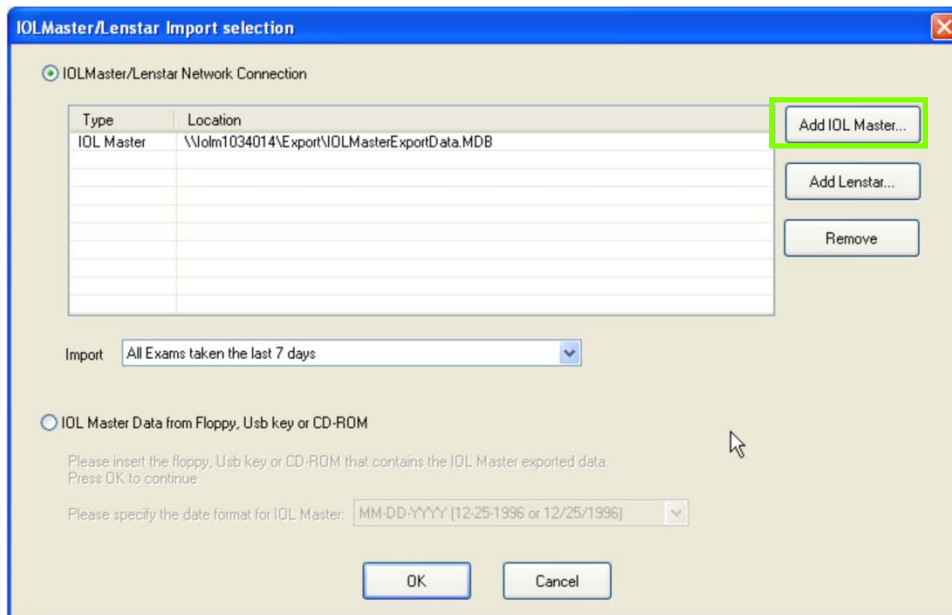 IOLMaster/Lenstar Import selection
IOLMaster/Lenstar Network Connection
Type Location
IOL Master \\Iolm1034014\Export\IOLMasterExportData.MDB
Add IOL Master...
Add Lenstar...
Remove
Import All Exams taken the last 7 days
IOL Master Data from Floppy, Usb key or CD-ROM
Please insert the floppy, Usb key or CD-ROM that contains the IOL Master exported data.
Press OK to continue
Please specify the date format for IOL Master: MM-DD-YYYY (12-25-1996 or 12/25/1996)
OK Cancel